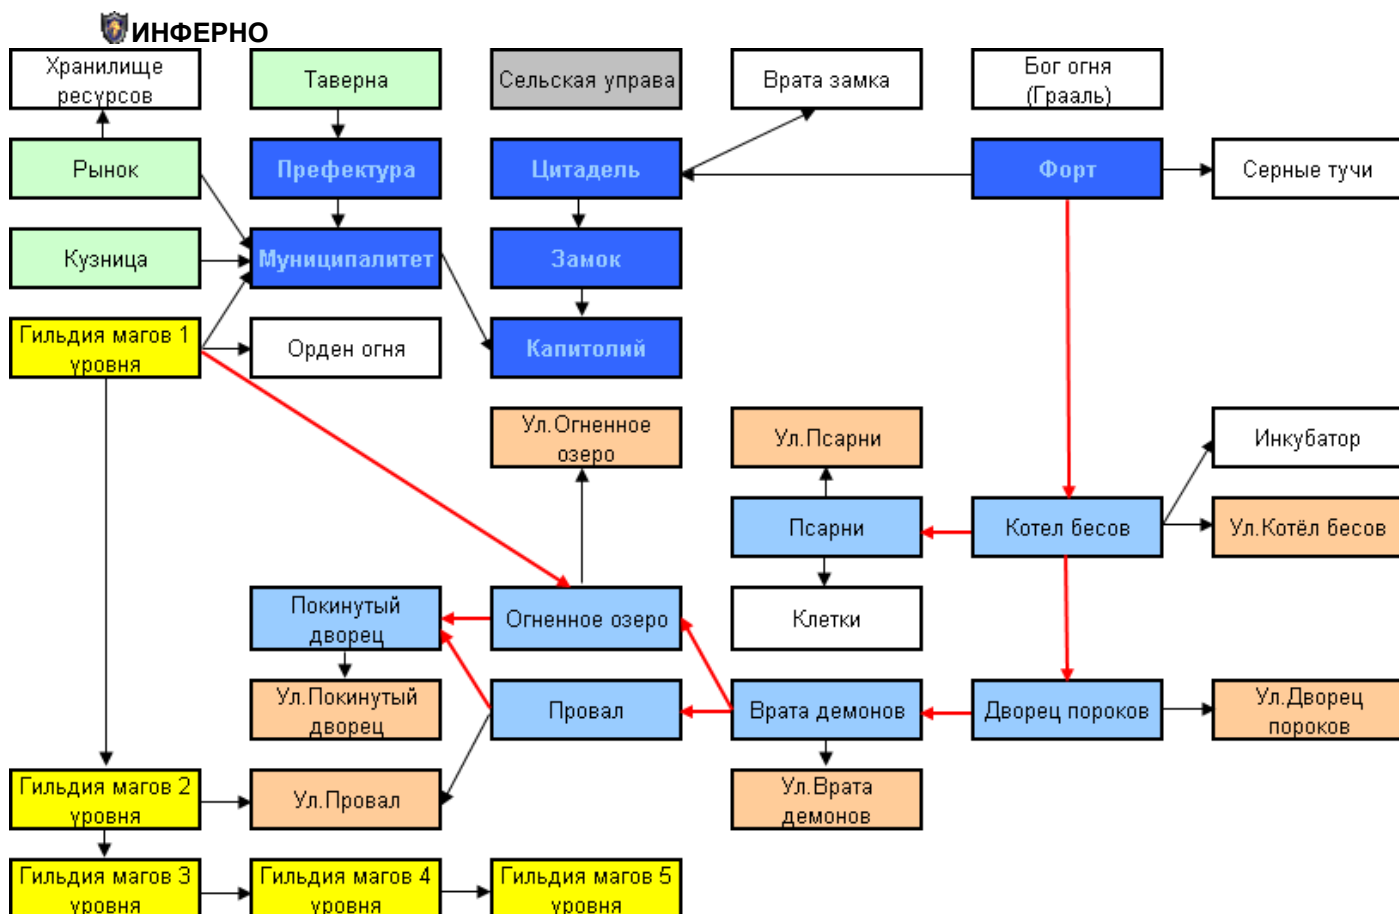 ИНФЕРНО
Хранилище
ресурсов
Таверна
Сельская управа
Врата замка
Бог огня
(Грааль)
Рынок
Префектура
Цитадель
Форт
Серные тучи
Кузница
Муниципалитет
Замок
Гильдия магов 1
уровня
Орден огня
Капитолий
Ул.Огненное
озеро
Ул.Псарни
Инкубатор
Псарни
Котел бесов
Ул.Котёл бесов
Покинутый
дворец
Огненное озеро
Клетки
Ул.Покинутый
дворец
Провал
Врата демонов
Дворец пороков
Ул.Дворец
пороков
Гильдия магов 2
уровня
Ул.Провал
Ул.Врата
демонов
Гильдия магов 3
уровня
Гильдия магов 4
уровня
Гильдия магов 5
уровня